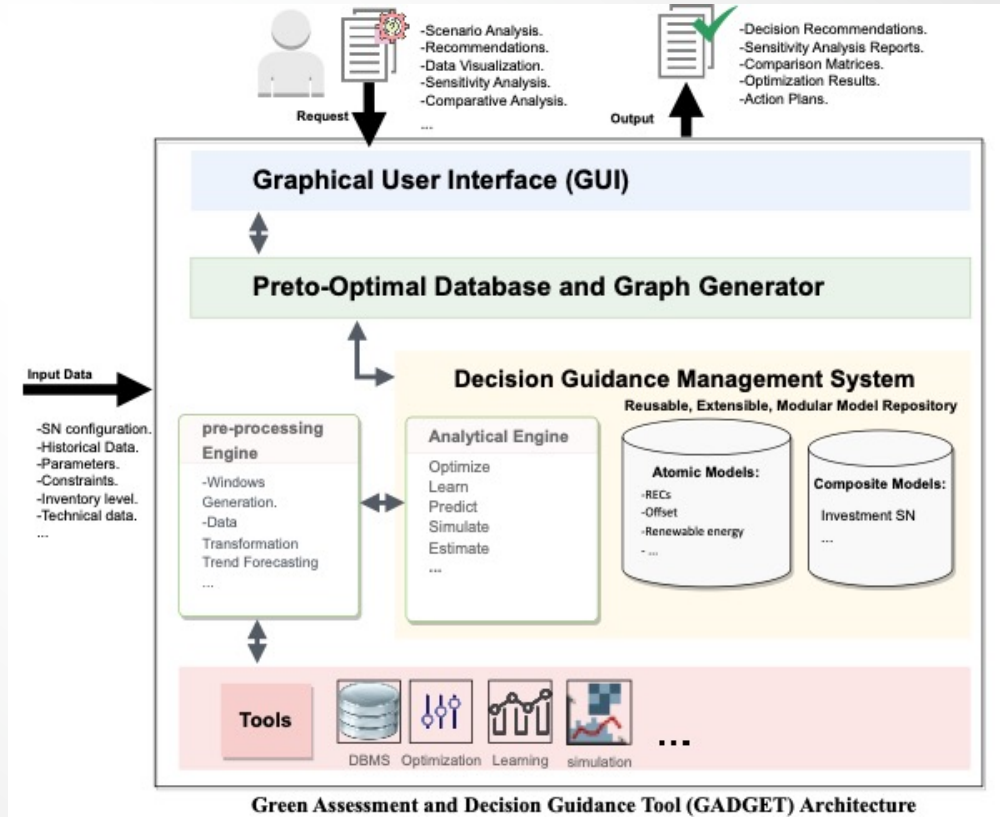 -Scenario Analysis.
-Recommendations.
-Data Visualization.
-Sensitivity Analysis.
-Comparative Analysis.
...
Request
-Decision Recommendations.
-Sensitivity Analysis Reports.
-Comparison Matrices.
-Optimization Results.
-Action Plans.
Output
Graphical User Interface (GUI)
Preto-Optimal Database and Graph Generator
Input Data
-SN configuration.
-Historical Data.
-Parameters.
-Constraints.
-Inventory level.
-Technical data.
...
pre-processing
Engine
-Windows
Generation.
-Data
Transformation
Trend Forecasting
...
Decision Guidance Management System
Reusable, Extensible, Modular Model Repository
Analytical Engine
Optimize
Learn
Predict
Simulate
Estimate
...
Atomic Models:
-RECs
-Offset
-Renewable energy
- ...
Composite Models:
Investment SN
...
Tools
DBMS
Optimization
Learning
simulation
...
Green Assessment and Decision Guidance Tool (GADGET) Architecture